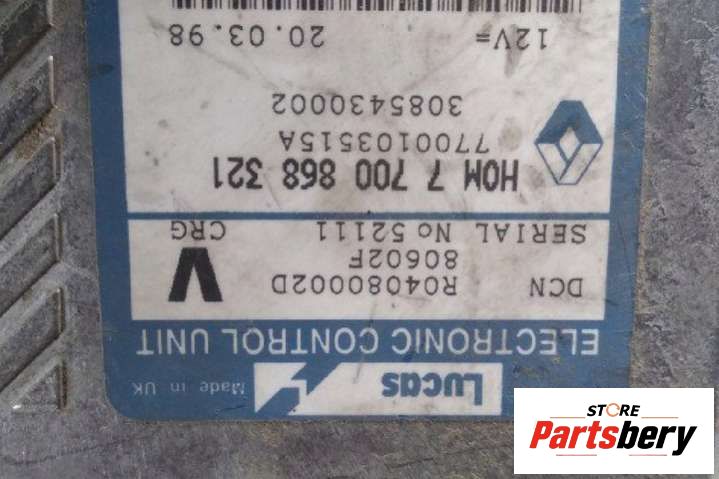 Lucas Made in UK
ELECTRONIC CONTROL UNIT
DCN R04080002D V
80602F
SERIAL No 52111 CRG
HOM 7 700 868 321
7700103515A
3085430002
12V= 20.03.98
STORE
Partsbery